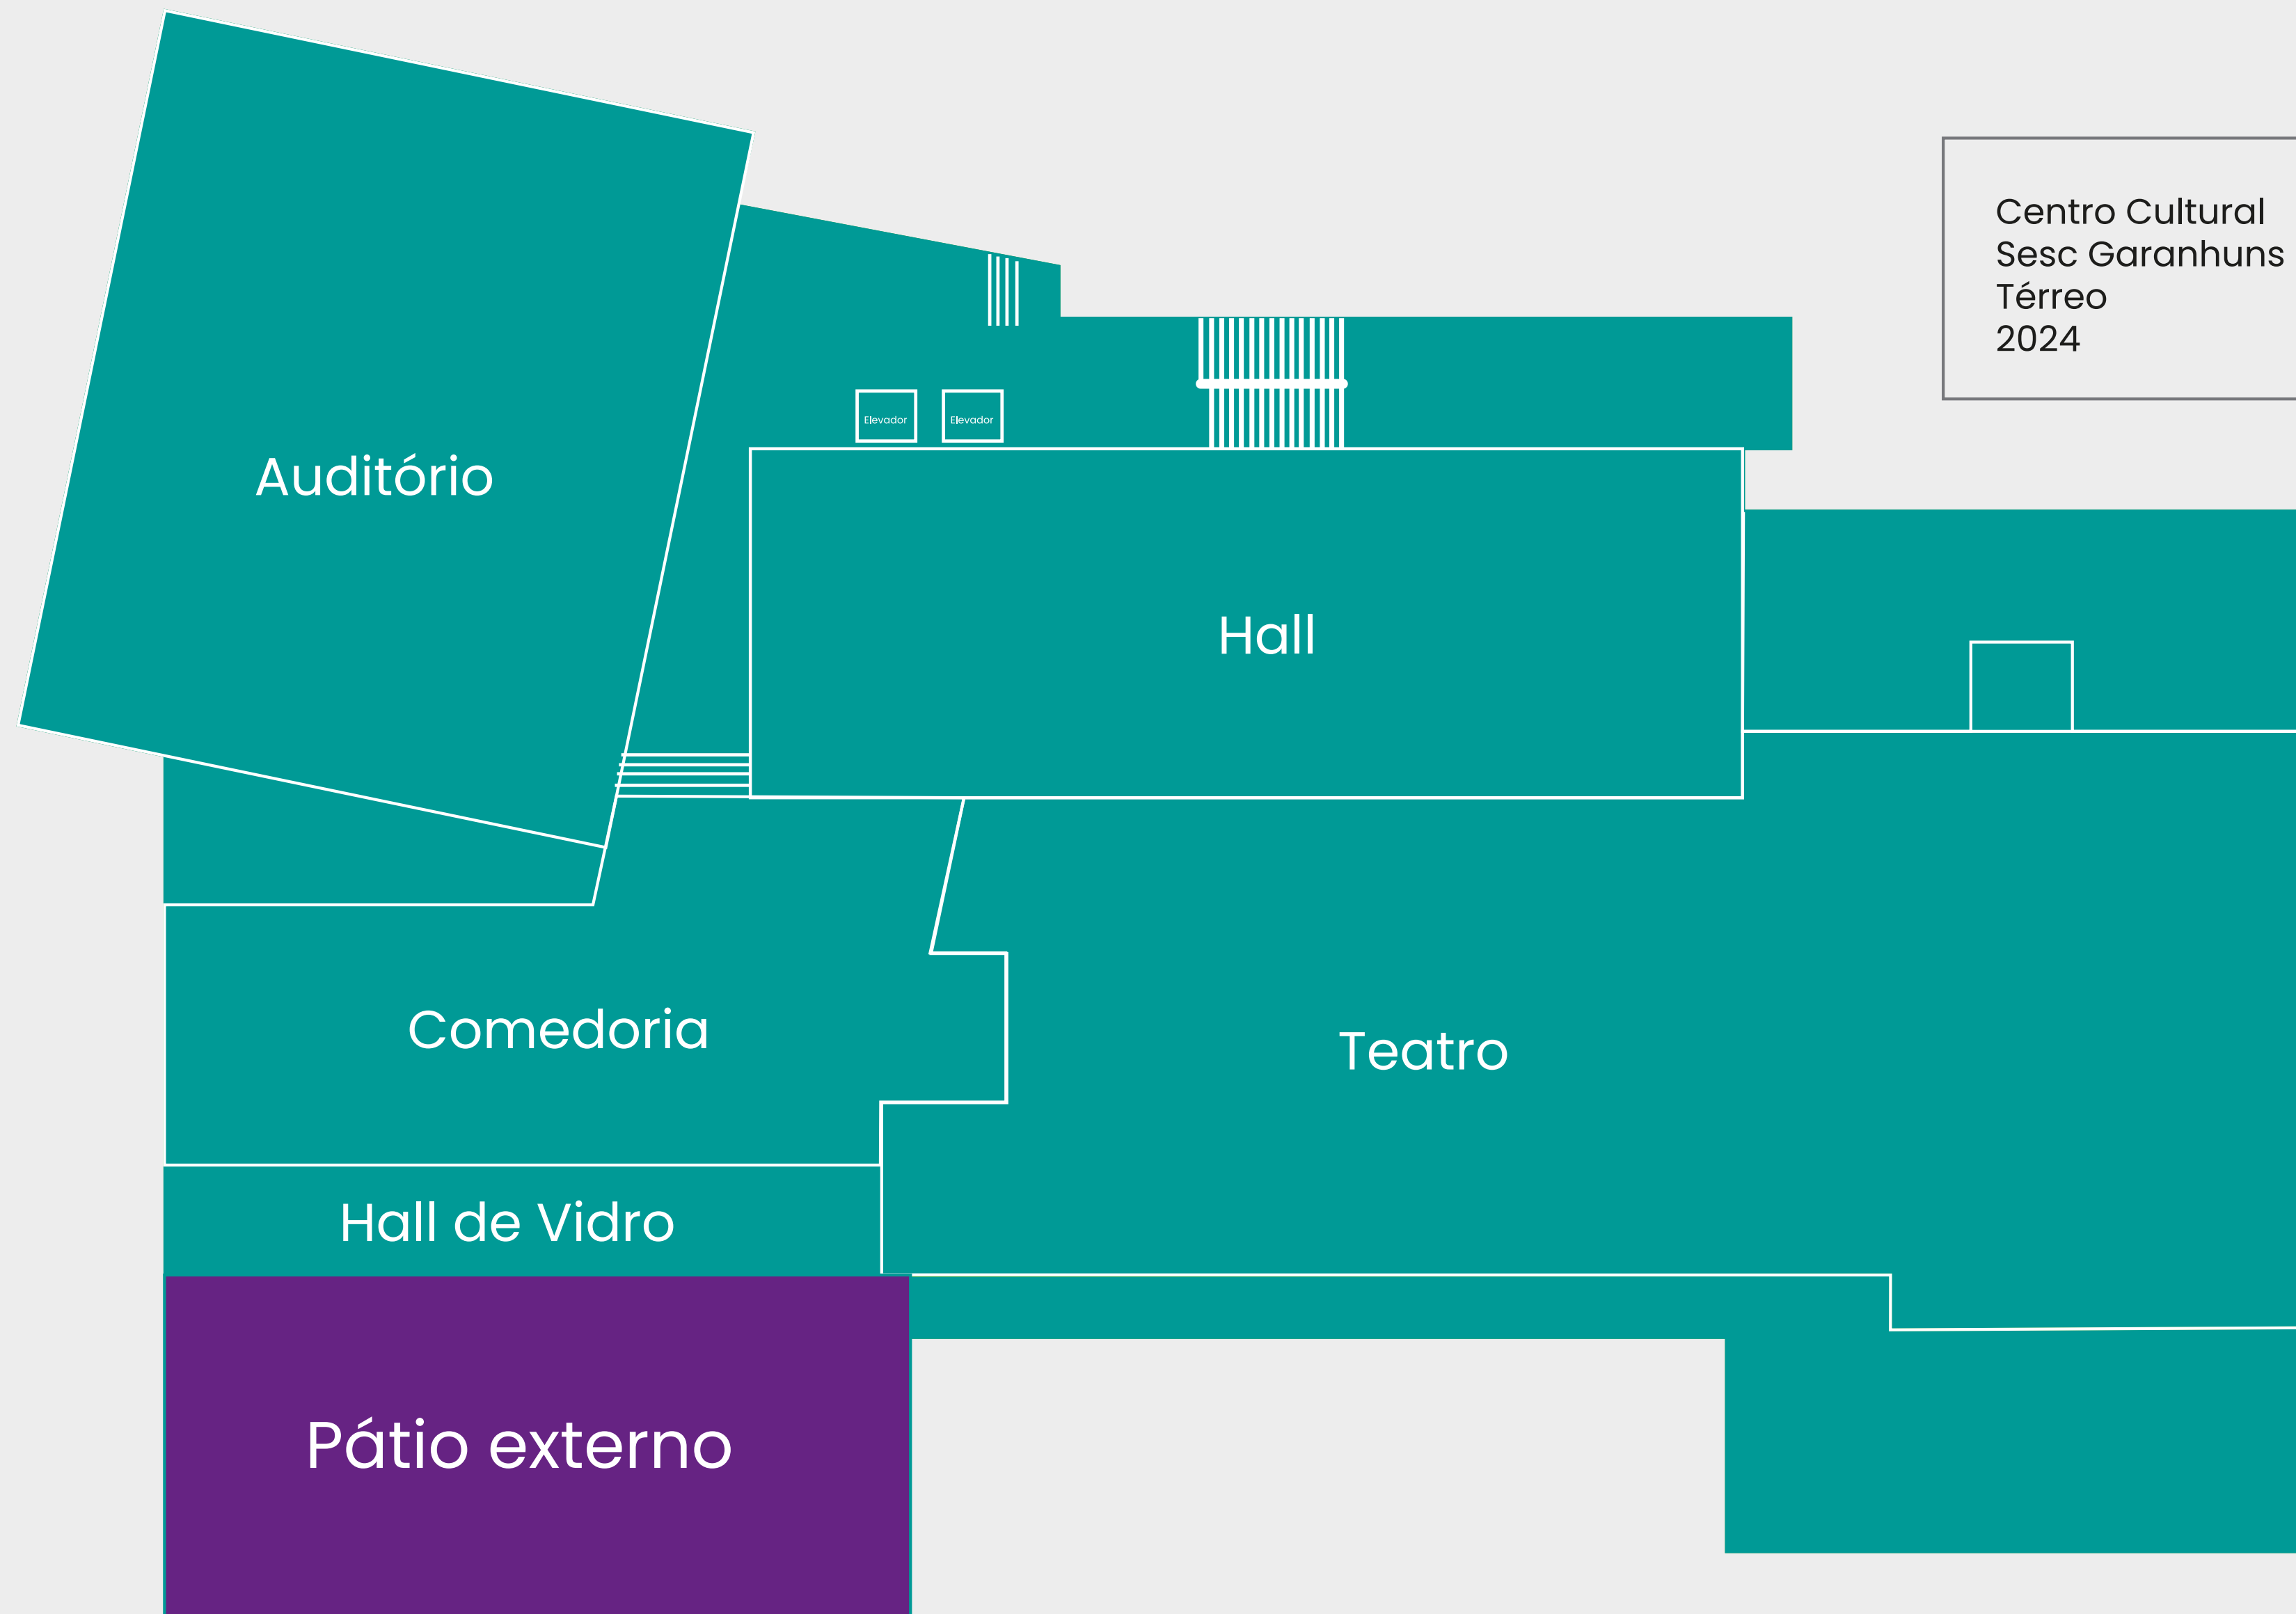 Centro Cultural
Sesc Garanhuns
Térreo
2024
Elevador
Elevador
Auditório
Hall
Comedoria
Teatro
Hall de Vidro
Pátio externo